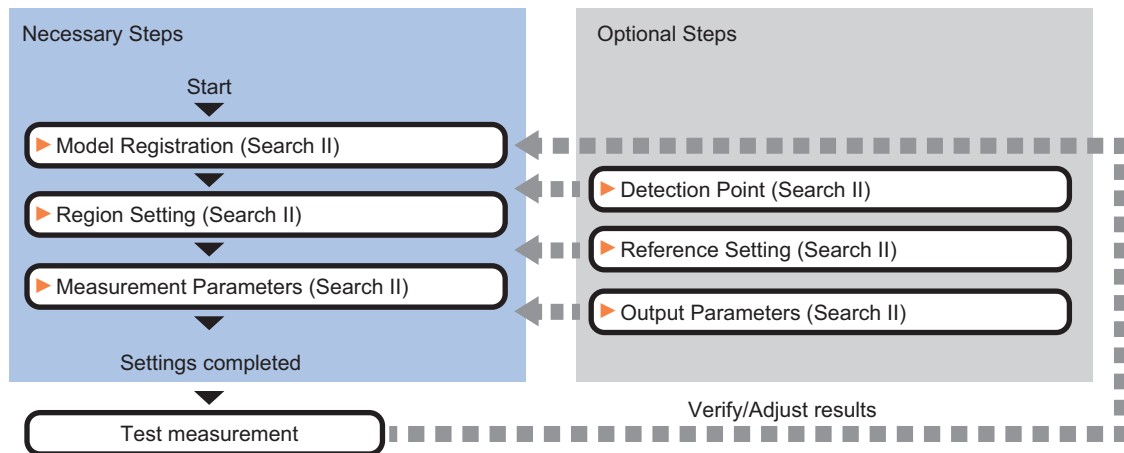 Necessary Steps
Start
Model Registration (Search II)
Region Setting (Search II)
Measurement Parameters (Search II)
Settings completed
Test measurement
Optional Steps
Detection Point (Search II)
Reference Setting (Search II)
Output Parameters (Search II)
Verify/Adjust results